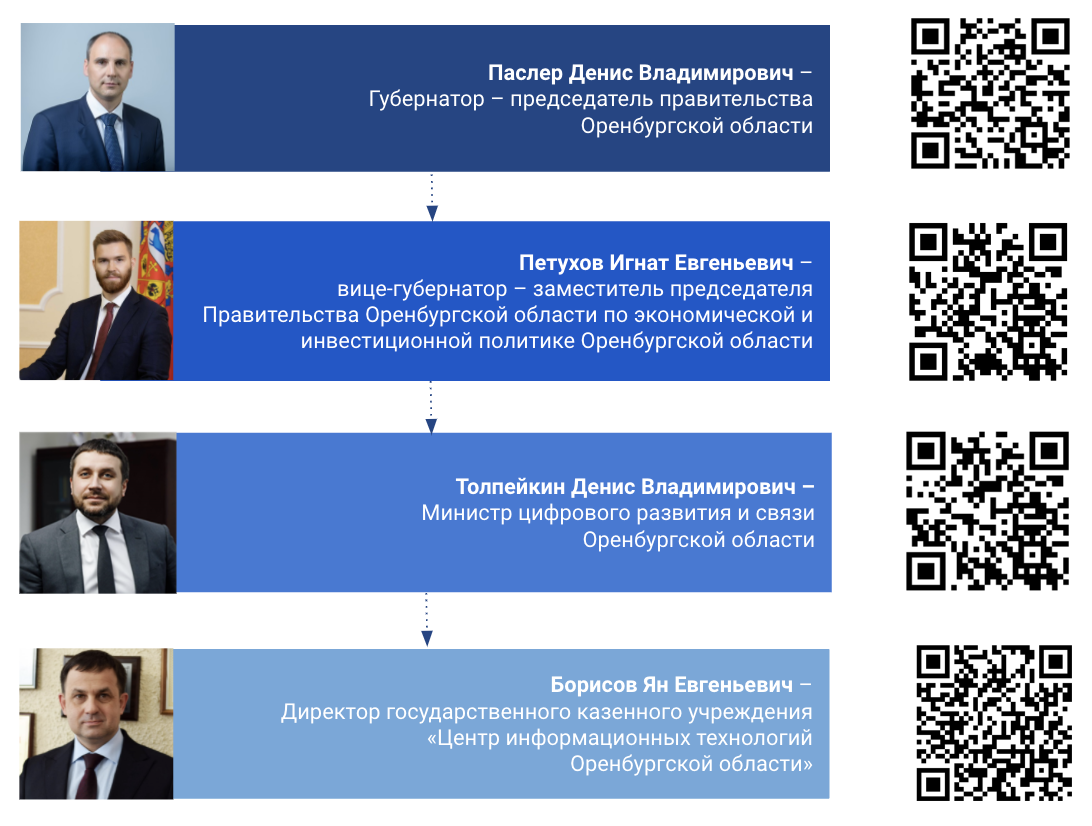 Паслер Денис Владимирович –
Губернатор – председатель правительства
Оренбургской области
Петухов Игнат Евгеньевич –
вице-губернатор – заместитель председателя
Правительства Оренбургской области по экономической и
инвестиционной политике Оренбургской области
Толпейкин Денис Владимирович –
Министр цифрового развития и связи
Оренбургской области
Борисов Ян Евгеньевич –
Директор государственного казенного учреждения
«Центр информационных технологий
Оренбургской области»